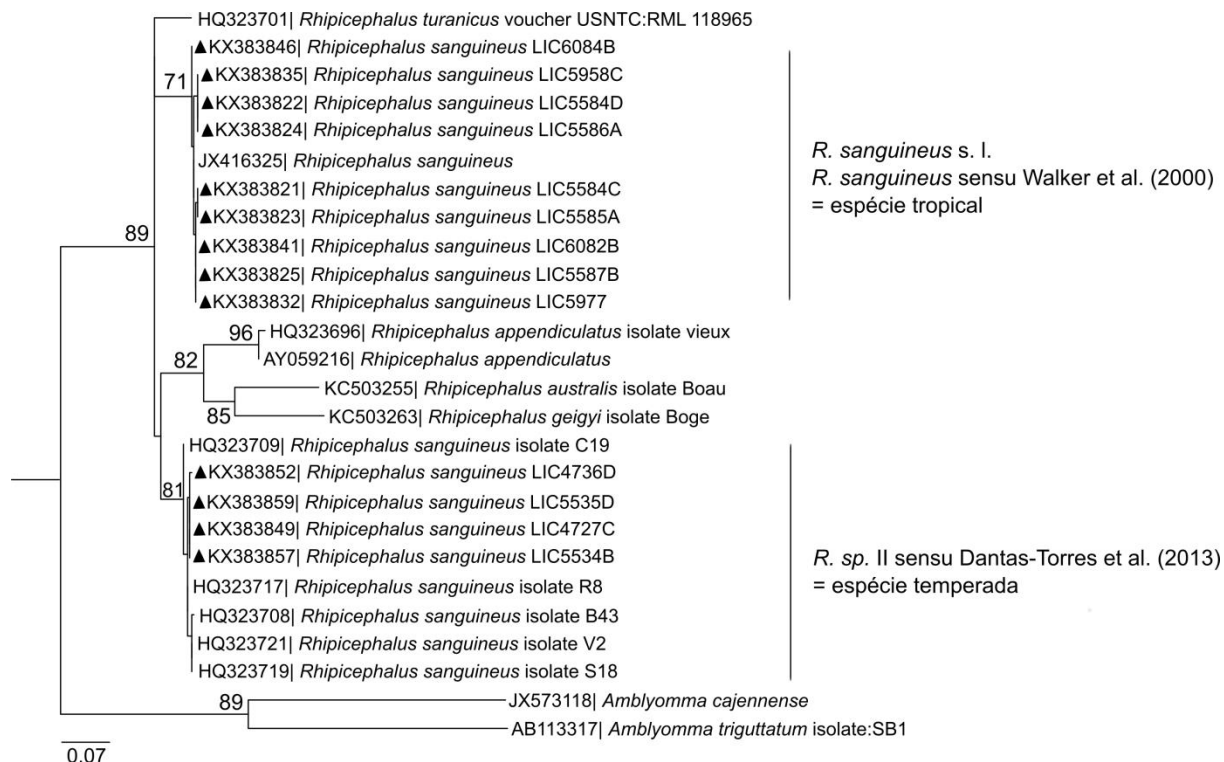 HQ323701| Rhipicephalus turanicus voucher USNTC:RML 118965
▲KX383846| Rhipicephalus sanguineus LIC6084B
▲KX383835| Rhipicephalus sanguineus LIC5958C
71
▲KX383822| Rhipicephalus sanguineus LIC5584D
▲KX383824| Rhipicephalus sanguineus LIC5586A
JX416325| Rhipicephalus sanguineus
▲KX383821| Rhipicephalus sanguineus LIC5584C
▲KX383823| Rhipicephalus sanguineus LIC5585A
89
▲KX383841| Rhipicephalus sanguineus LIC6082B
▲KX383825| Rhipicephalus sanguineus LIC5587B
▲KX383832| Rhipicephalus sanguineus LIC5977
R. sanguineus s. l.
R. sanguineus sensu Walker et al. (2000)
= espécie tropical
96
HQ323696| Rhipicephalus appendiculatus isolate vieux
AY059216| Rhipicephalus appendiculatus
82
KC503255| Rhipicephalus australis isolate Boau
85
KC503263| Rhipicephalus geigyi isolate Boge
HQ323709| Rhipicephalus sanguineus isolate C19
▲KX383852| Rhipicephalus sanguineus LIC4736D
81
▲KX383859| Rhipicephalus sanguineus LIC5535D
▲KX383849| Rhipicephalus sanguineus LIC4727C
▲KX383857| Rhipicephalus sanguineus LIC5534B
HQ323717| Rhipicephalus sanguineus isolate R8
HQ323708| Rhipicephalus sanguineus isolate B43
HQ323721| Rhipicephalus sanguineus isolate V2
HQ323719| Rhipicephalus sanguineus isolate S18
R. sp. II sensu Dantas-Torres et al. (2013)
= espécie temperada
89
JX573118| Amblyomma cajennense
AB113317| Amblyomma triguttatum isolate:SB1
0.07